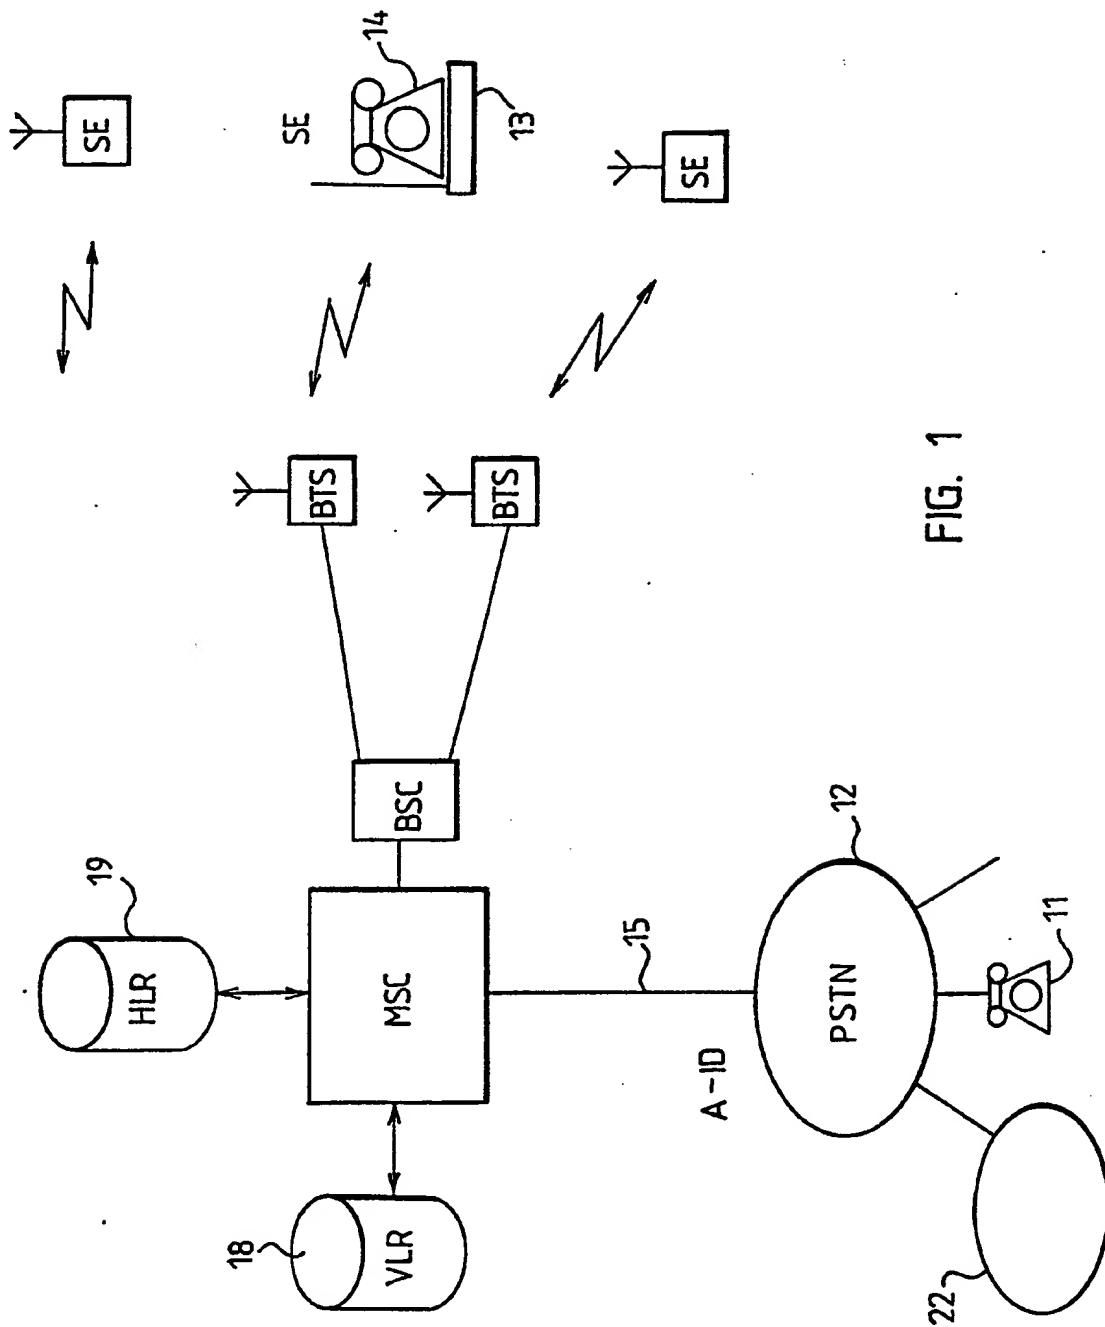 18
VLR
19
HLR
MSC
BSC
BTS
BTS
SE
SE
14
13
SE
15
A-ID
PSTN
12
11
22
FIG. 1